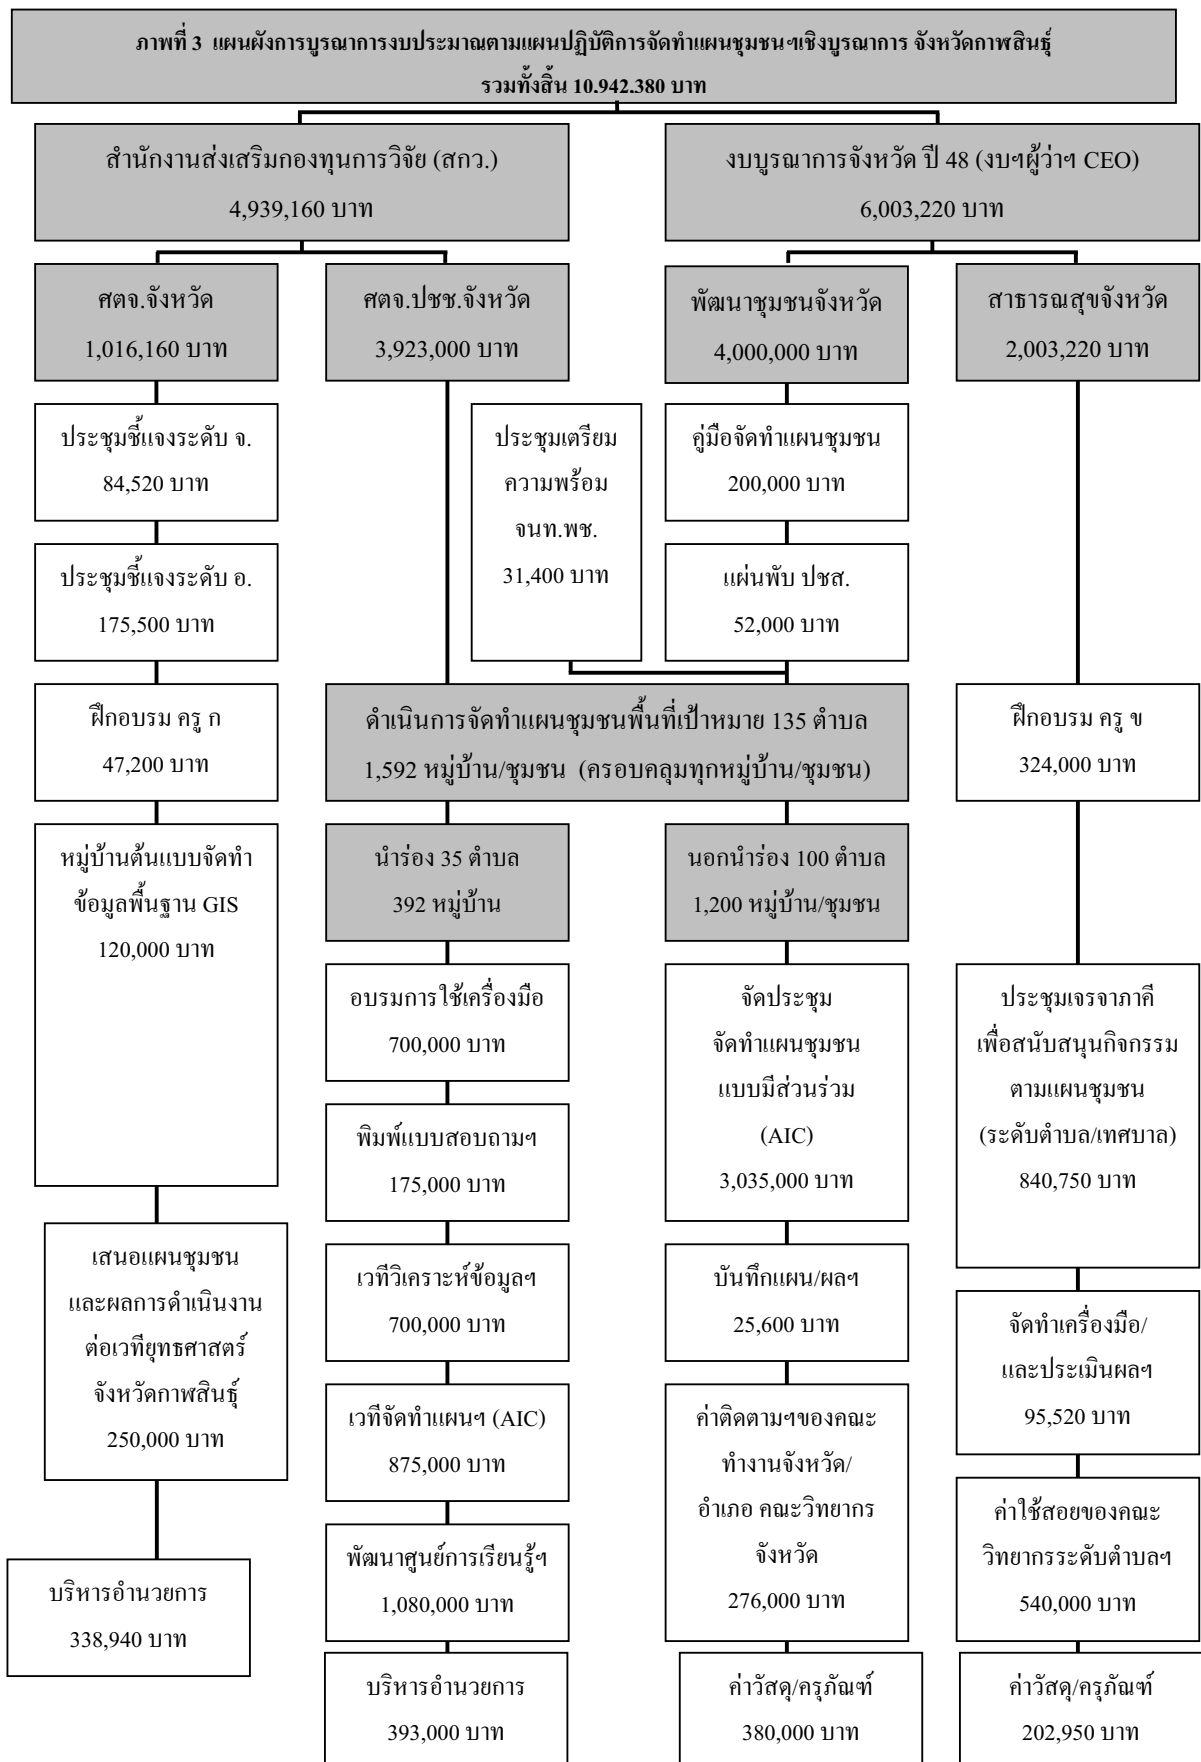 ภาพที่ 3 แผนผังการบูรณาการงบประมาณตามแผนปฏิบัติการจัดทำแผนชุมชนฯเชิงบูรณาการ จังหวัดกาฬสินธุ์
รวมทั้งสิ้น 10.942.380 บาท
สำนักงานส่งเสริมกองทุนการวิจัย (สกว.)
4,939,160 บาท
งบบูรณาการจังหวัด ปี 48 (งบฯผู้ว่าฯ CEO)
6,003,220 บาท
ศตจ.จังหวัด
1,016,160 บาท
ศตจ.ปชช.จังหวัด
3,923,000 บาท
พัฒนาชุมชนจังหวัด
4,000,000 บาท
สาธารณสุขจังหวัด
2,003,220 บาท
ประชุมชี้แจงระดับ จ.
84,520 บาท
ประชุมเตรียม
ความพร้อม
จนท.พช.
31,400 บาท
คู่มือจัดทำแผนชุมชน
200,000 บาท
ประชุมชี้แจงระดับ อ.
175,500 บาท
แผ่นพับ ปชส.
52,000 บาท
ฝึกอบรม ครู ก
47,200 บาท
ดำเนินการจัดทำแผนชุมชนพื้นที่เป้าหมาย 135 ตำบล
1,592 หมู่บ้าน/ชุมชน (ครอบคลุมทุกหมู่บ้าน/ชุมชน)
ฝึกอบรม ครู ข
324,000 บาท
หมู่บ้านต้นแบบจัดทำ
ข้อมูลพื้นฐาน GIS
120,000 บาท
นำร่อง 35 ตำบล
392 หมู่บ้าน
นอกนำร่อง 100 ตำบล
1,200 หมู่บ้าน/ชุมชน
อบรมการใช้เครื่องมือ
700,000 บาท
จัดประชุม
จัดทำแผนชุมชน
แบบมีส่วนร่วม
(AIC)
3,035,000 บาท
ประชุมเจรจาภาคี
เพื่อสนับสนุนกิจกรรม
ตามแผนชุมชน
(ระดับตำบล/เทศบาล)
840,750 บาท
พิมพ์แบบสอบถามฯ
175,000 บาท
เสนอแผนชุมชน
และผลการดำเนินงาน
ต่อเวทียุทธศาสตร์
จังหวัดกาฬสินธุ์
250,000 บาท
เวทีวิเคราะห์ข้อมูลฯ
700,000 บาท
บันทึกแผน/ผลฯ
25,600 บาท
จัดทำเครื่องมือ/
และประเมินผลฯ
95,520 บาท
เวทีจัดทำแผนฯ (AIC)
875,000 บาท
ค่าติดตามฯของคณะ
ทำงานจังหวัด/
อำเภอ คณะวิทยากร
จังหวัด
276,000 บาท
ค่าใช้สอยของคณะ
วิทยากรระดับตำบลฯ
540,000 บาท
พัฒนาศูนย์การเรียนรู้ฯ
1,080,000 บาท
บริหารอำนวยการ
338,940 บาท
บริหารอำนวยการ
393,000 บาท
ค่าวัสดุ/ครุภัณฑ์
380,000 บาท
ค่าวัสดุ/ครุภัณฑ์
202,950 บาท